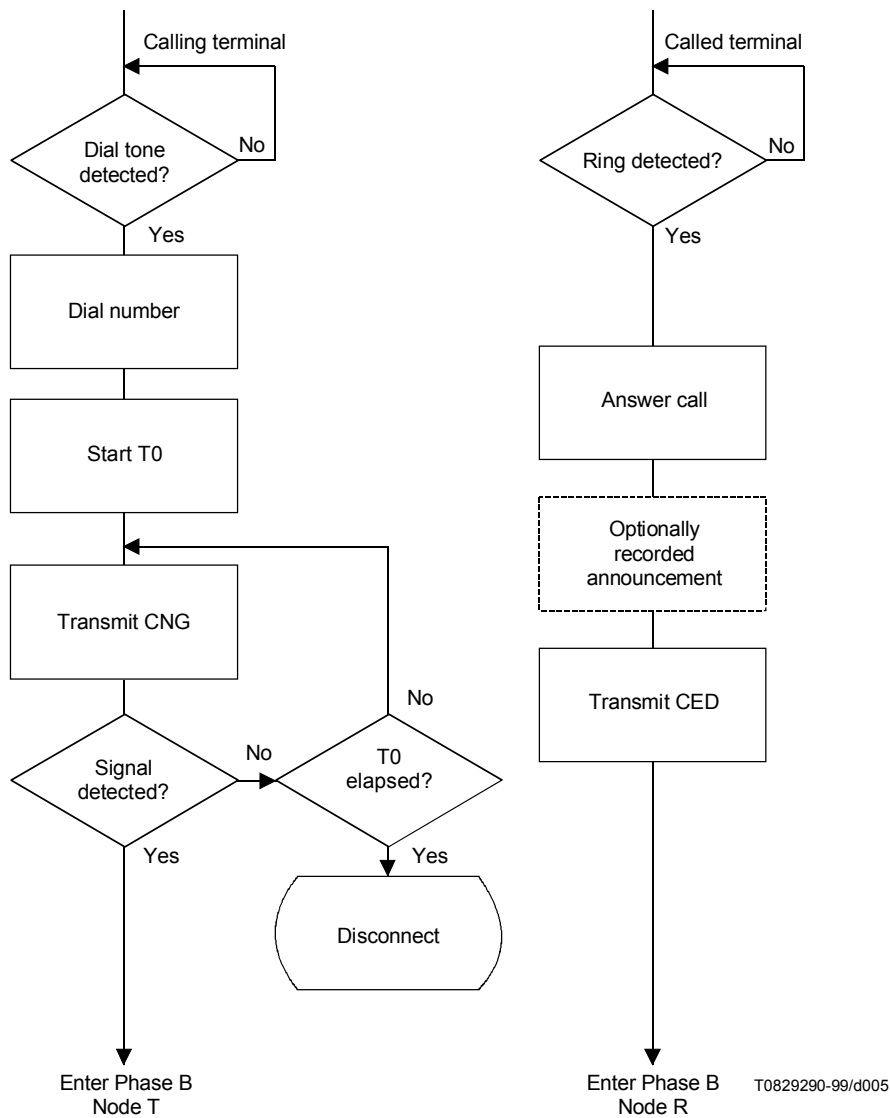 Calling terminal
Dial tone
detected?
No
Yes
Dial number
Start T0
Transmit CNG
Signal
detected?
No
T0
elapsed?
No
Yes
Yes
Disconnect
Enter Phase B
Node T
Called terminal
Ring detected?
No
Yes
Answer call
Optionally
recorded
announcement
Transmit CED
Enter Phase B
Node R
T0829290-99/d005